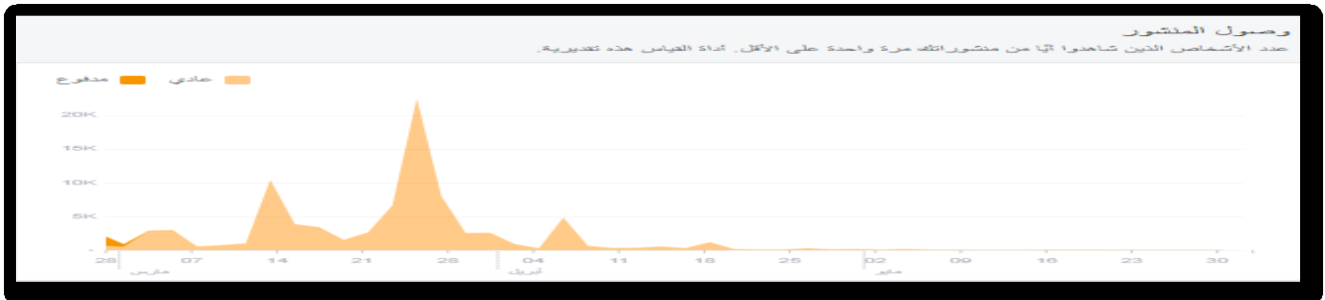 وصول المنشور
عدد الأشخاص الذين شاهدوا أيًا من منشوراتك مرة واحدة على الأقل. أداة القياس هذه تقديرية.
عادي مدفوع
20K
15K
10K
5K
28 07 14 21 28 04 11 18 25 02 09 16 23 30
مارس أبريل مايو